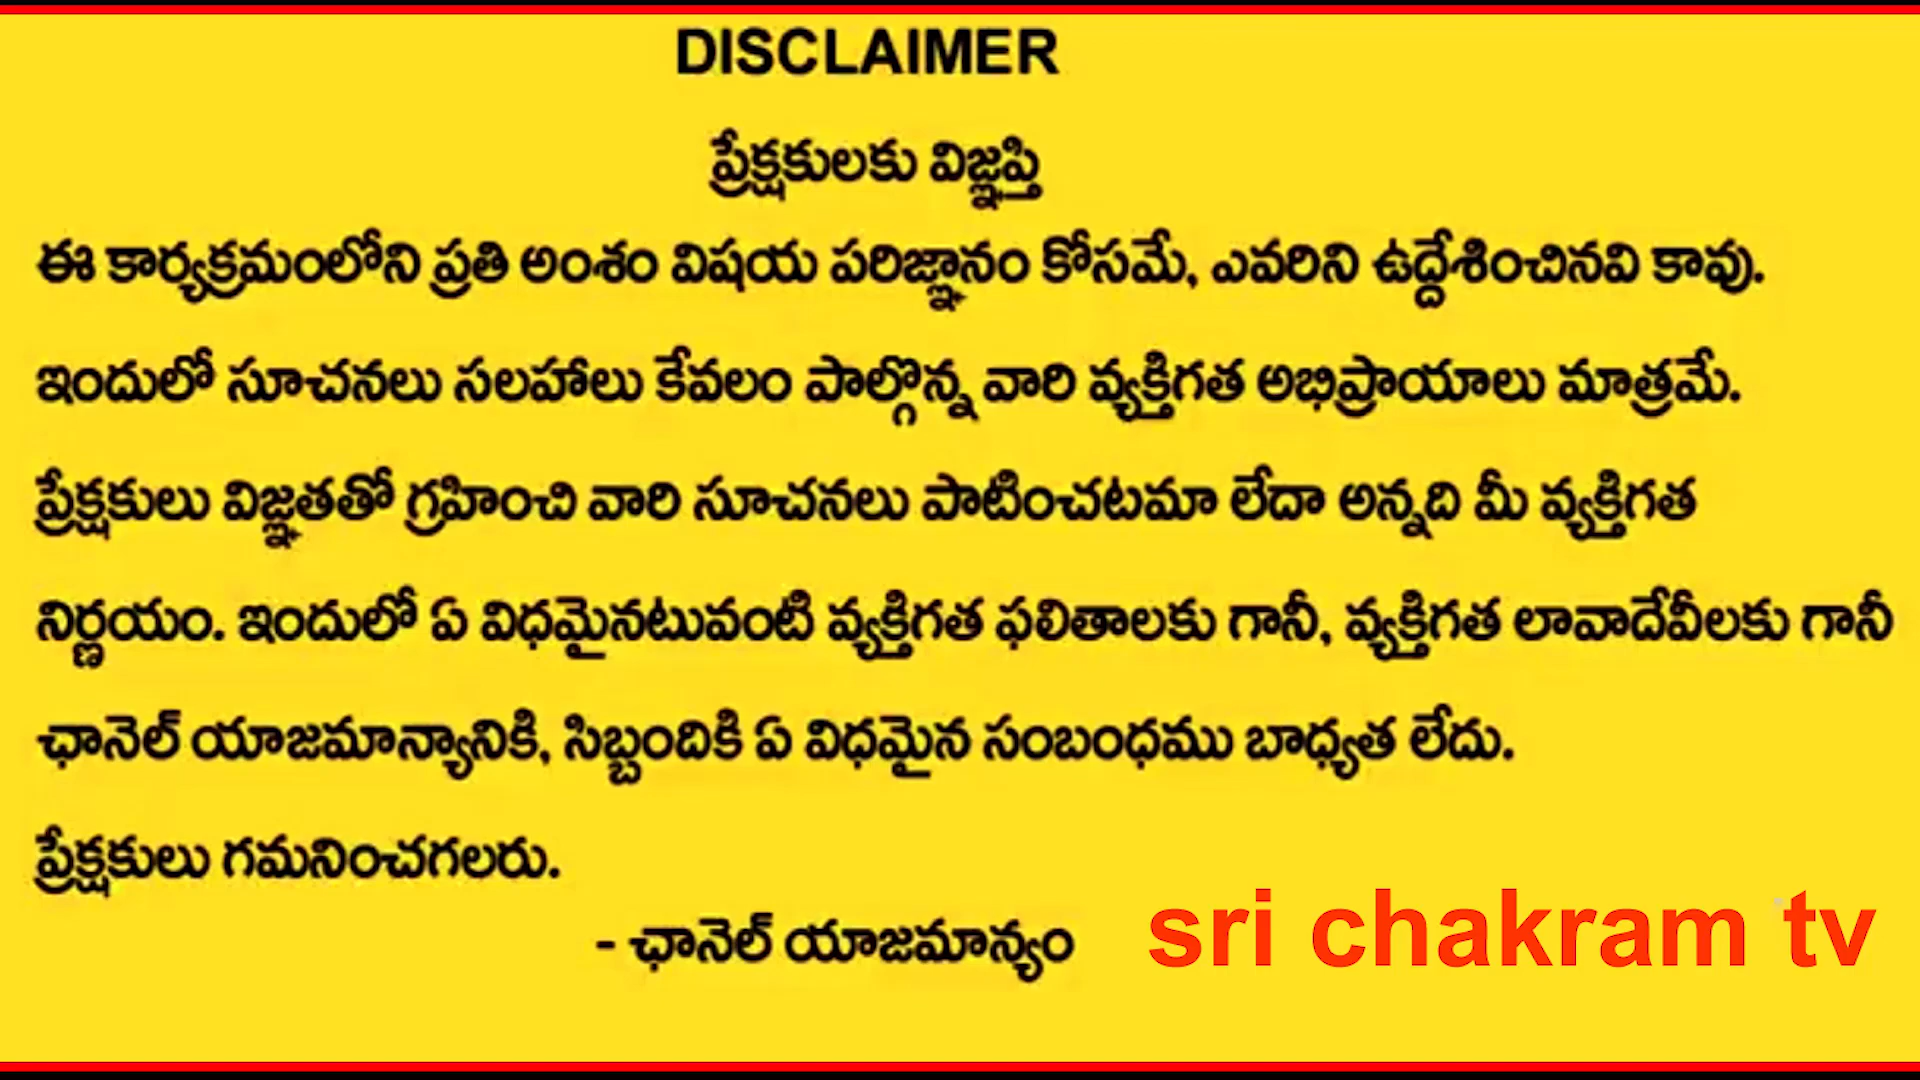 DISCLAIMER
ప్రేక్షకులకు విజ్ఞప్తి
ఈ కార్యక్రమంలోని ప్రతి అంశం విషయ పరిజ్ఞానం కోసమే, ఎవరిని ఉద్దేశించినవి కావు.
ఇందులో సూచనలు సలహాలు కేవలం పాల్గొన్న వారి వ్యక్తిగత అభిప్రాయాలు మాత్రమే.
ప్రేక్షకులు విజ్ఞతతో గ్రహించి వారి సూచనలు పాటించటమా లేదా అన్నది మీ వ్యక్తిగత
నిర్ణయం. ఇందులో ఏ విధమైనటువంటి వ్యక్తిగత ఫలితాలకు గానీ, వ్యక్తిగత లావాదేవీలకు గానీ
ఛానెల్ యాజమాన్యానికి, సిబ్బందికి ఏ విధమైన సంబంధము బాధ్యత లేదు.
ప్రేక్షకులు గమనించగలరు.
- ఛానెల్ యాజమాన్యం
sri chakram tv